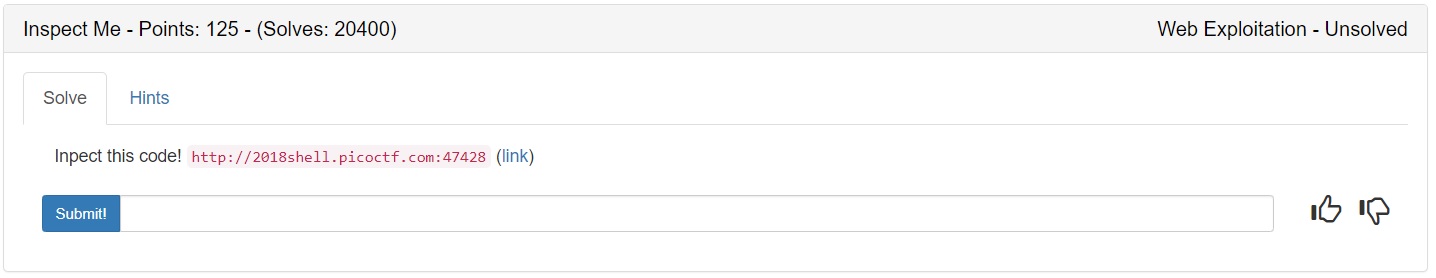 Inspect Me - Points: 125 - (Solves: 20400) Web Exploitation - Unsolved
Solve Hints
Inpect this code! http://2018shell.picoctf.com:47428 (link)
Submit!